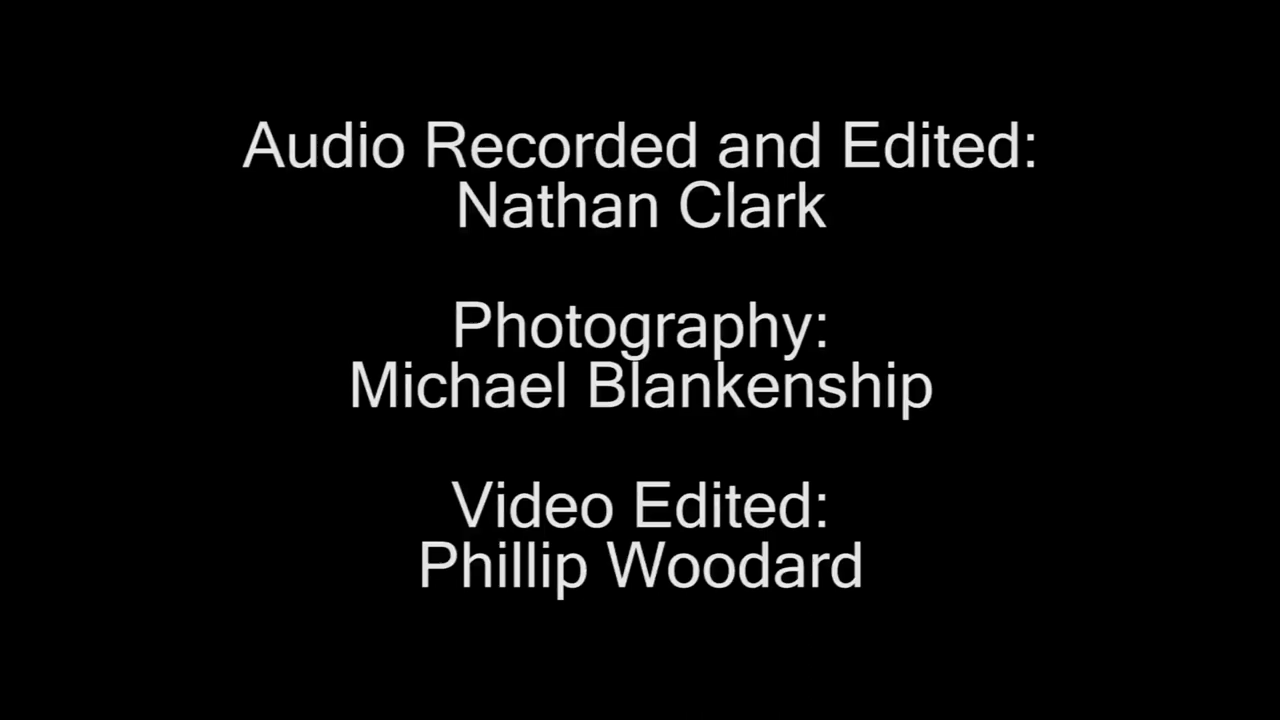 Audio Recorded and Edited:
Nathan Clark
Photography:
Michael Blankenship
Video Edited:
Phillip Woodard